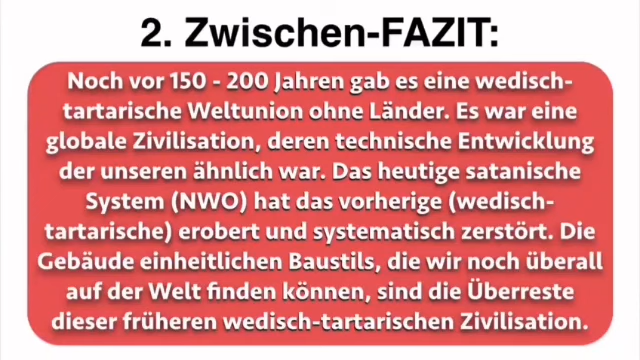 2. Zwischen-FAZIT:
Noch vor 150 - 200 Jahren gab es eine wedisch-
tartarische Weltunion ohne Länder. Es war eine
globale Zivilisation, deren technische Entwicklung
der unseren ähnlich war. Das heutige satanische
System (NWO) hat das vorherige (wedisch-
tartarische) erobert und systematisch zerstört. Die
Gebäude einheitlichen Baustils, die wir noch überall
auf der Welt finden können, sind die Überreste
dieser früheren wedisch-tartarischen Zivilisation.